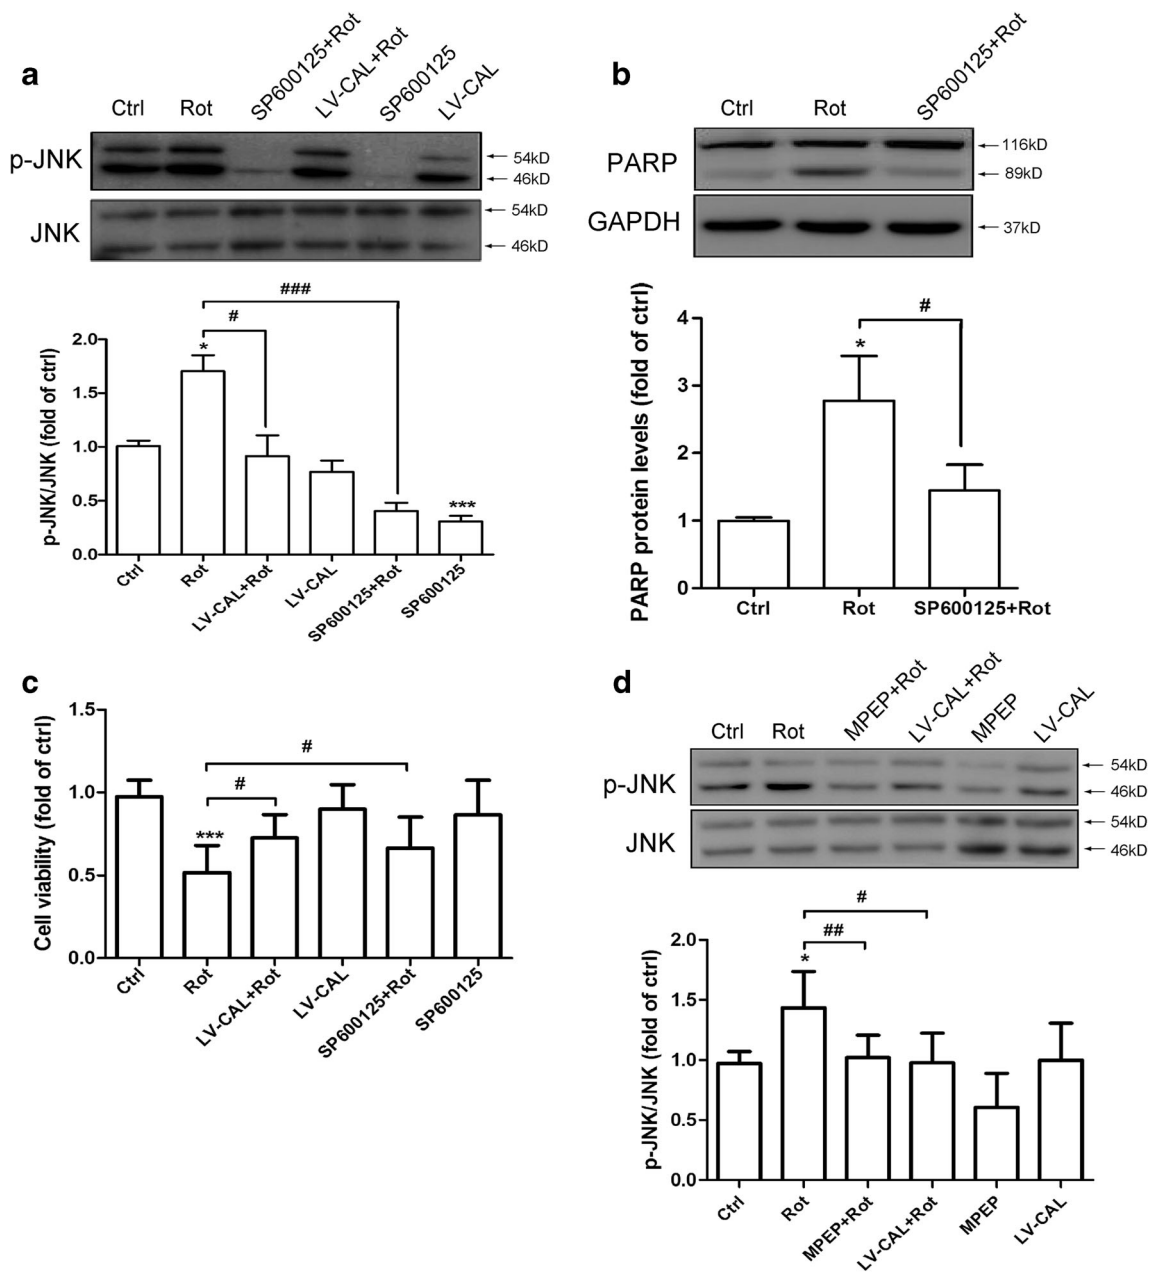 a
Ctrl Rot SP600125+Rot LV-CAL+Rot SP600125 LV-CAL
p-JNK
54kD
46kD
JNK
54kD
46kD
###
#
*
***
p-JNK/JNK (fold of ctrl)
2.0
1.5
1.0
0.5
0.0
Ctrl Rot LV-CAL+Rot LV-CAL SP600125+Rot SP600125
b
Ctrl Rot SP600125+Rot
PARP
116kD
89kD
GAPDH
37kD
#
*
PARP protein levels (fold of ctrl)
4
3
2
1
0
Ctrl Rot SP600125+Rot
c
#
#
***
Cell viability (fold of ctrl)
1.5
1.0
0.5
0.0
Ctrl Rot LV-CAL+Rot LV-CAL SP600125+Rot SP600125
d
Ctrl Rot MPEP+Rot LV-CAL+Rot MPEP LV-CAL
p-JNK
54kD
46kD
JNK
54kD
46kD
#
##
*
p-JNK/JNK (fold of ctrl)
2.0
1.5
1.0
0.5
0.0
Ctrl Rot MPEP+Rot LV-CAL+Rot MPEP LV-CAL